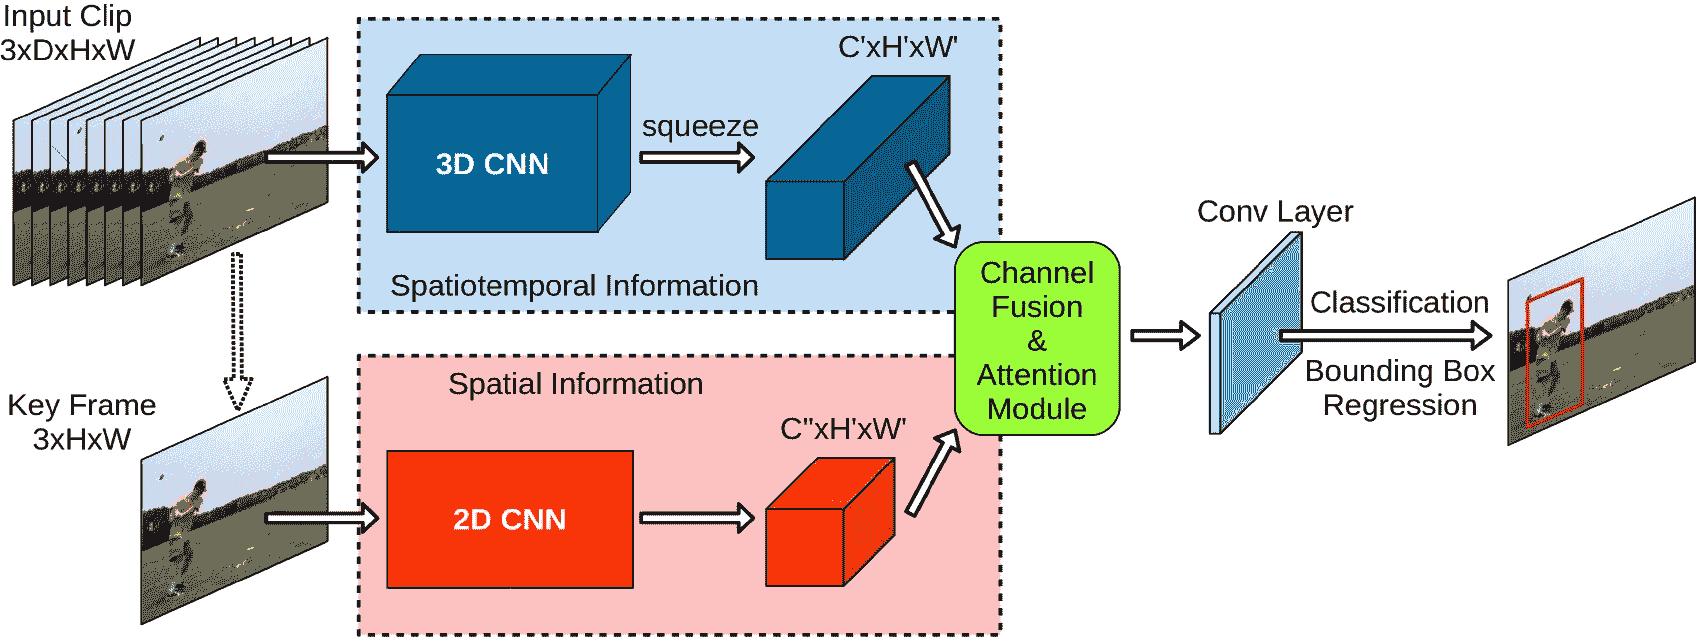 Input Clip
3xDxHxW
3D CNN
squeeze
C'xH'xW'
Spatiotemporal Information
Key Frame
3xHxW
Spatial Information
2D CNN
C''xH'xW'
Channel
Fusion
&
Attention
Module
Conv Layer
Classification
Bounding Box
Regression